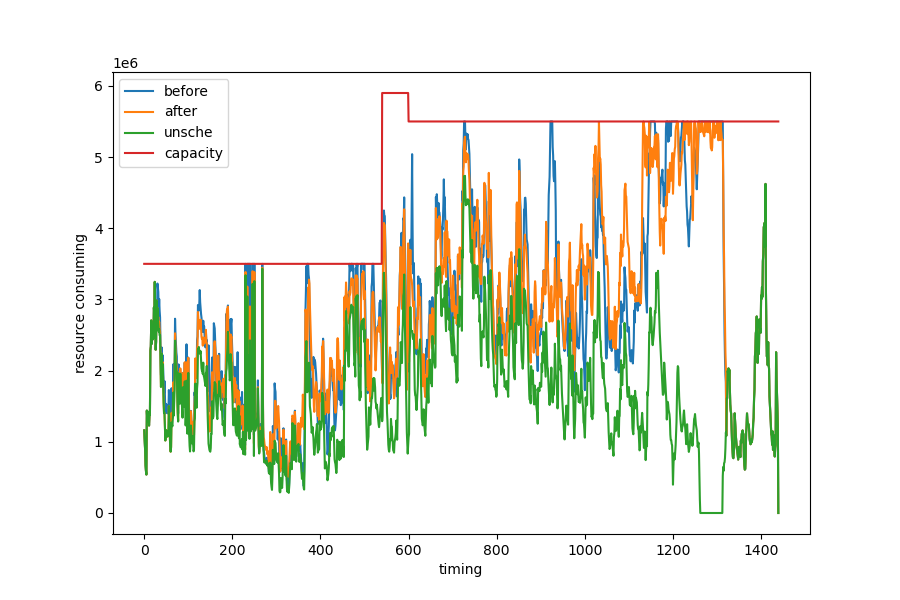 1e6
6
5
4
3
2
1
0
resource consuming
before
after
unsche
capacity
0 200 400 600 800 1000 1200 1400
timing